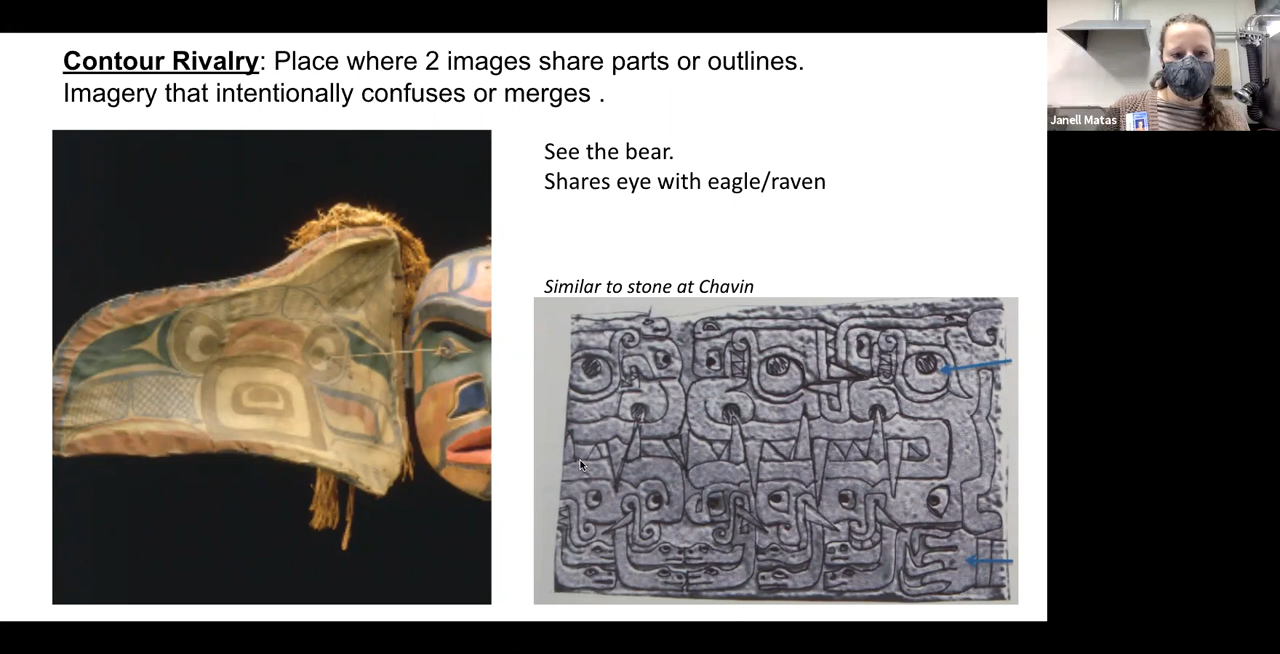 Contour Rivalry: Place where 2 images share parts or outlines.
Imagery that intentionally confuses or merges .
See the bear.
Shares eye with eagle/raven
Similar to stone at Chavin
Janell Matas